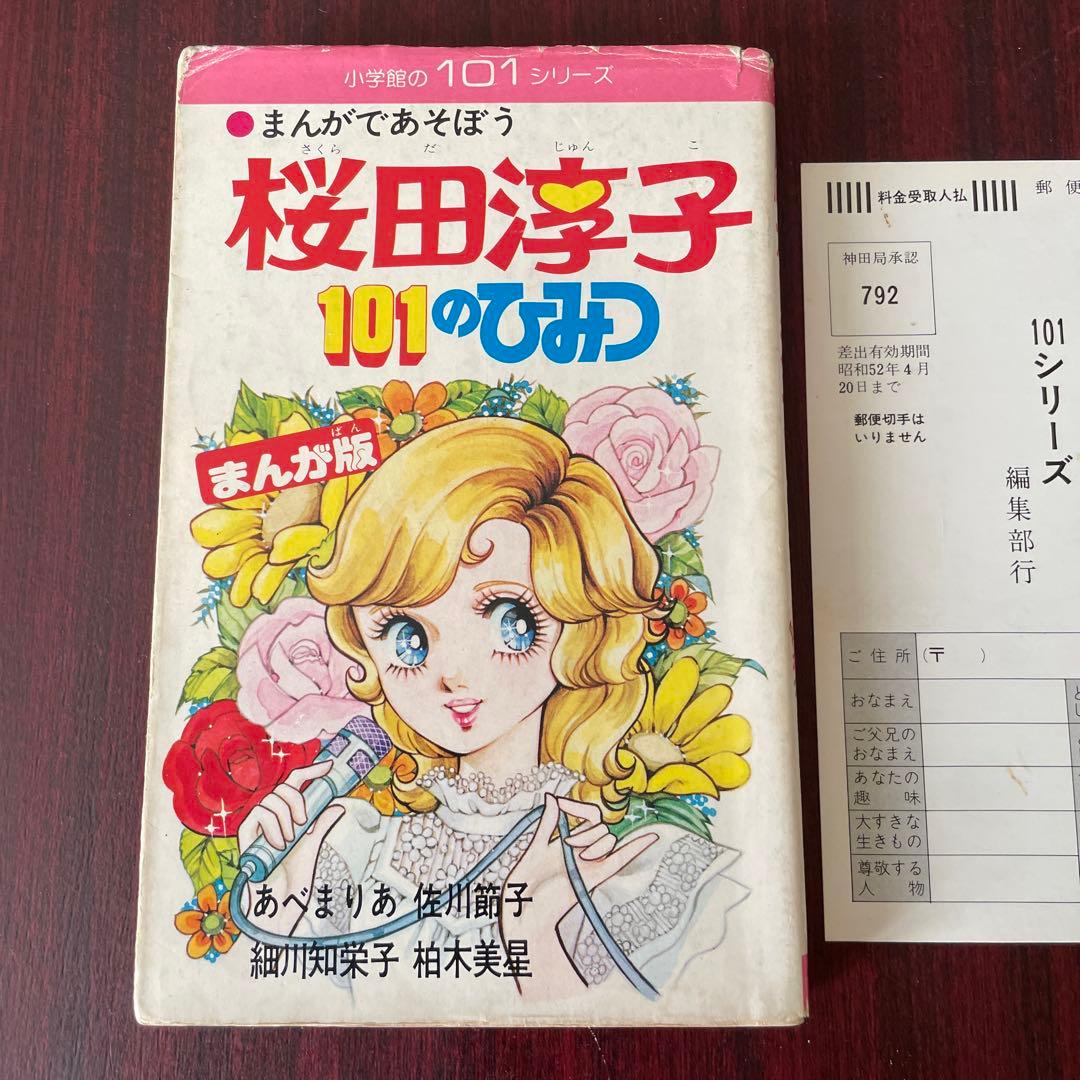 小学館の101シリーズ
●まんがであそぼう
さくら だ じゅん こ
桜田淳子
101のひみつ
ばん
まんが版
あべまりあ 佐川節子
細川知栄子 柏木美星
料金受取人払
郵便
神田局承認
792
差出有効期間
昭和52年4月
20日まで
郵便切手は
いりません
101シリーズ
編集部行
ご住所 (〒 )
おなまえ
ご父兄の
おなまえ
あなたの
趣味
大すきな
生きもの
尊敬する
人物